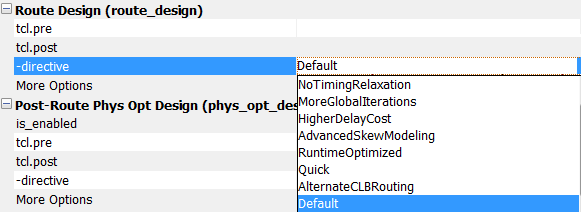 Route Design (route_design)
tcl.pre
tcl.post
-directive Default
More Options NoTimingRelaxation
MoreGlobalIterations
Post-Route Phys Opt Design (phys_opt_des
HigherDelayCost
is_enabled AdvancedSkewModeling
tcl.pre RuntimeOptimized
tcl.post Quick
-directive AlternateCLBRouting
More Options Default